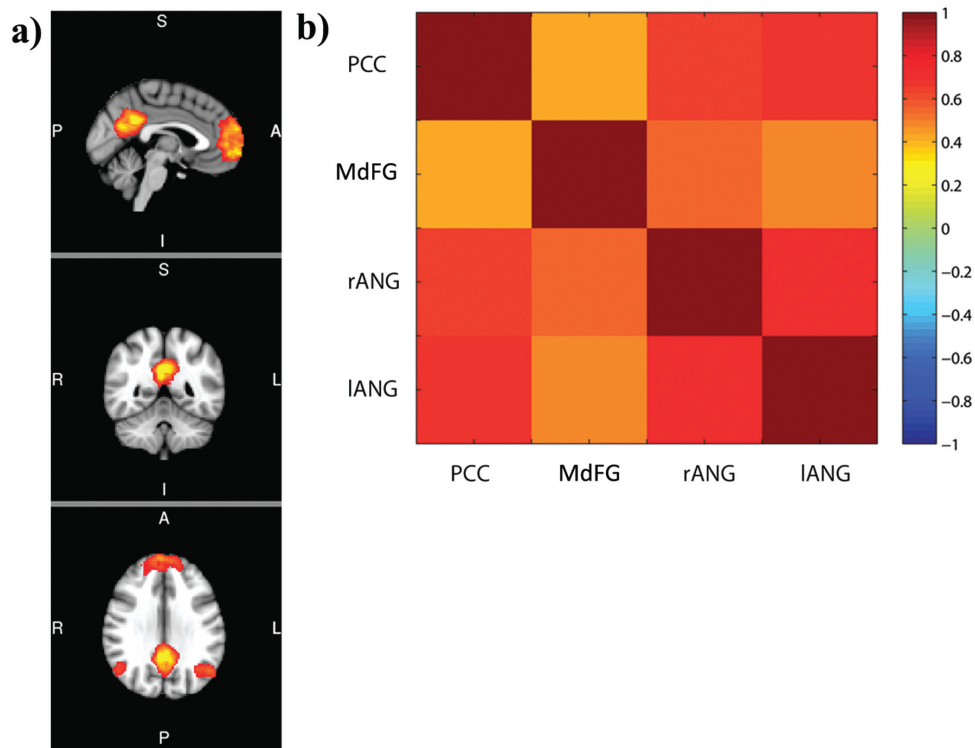 a)
S
P A
I
S
R L
I
A
R L
P
b)
PCC
MdFG
rANG
lANG
PCC MdFG rANG lANG
1
0.8
0.6
0.4
0.2
0
−0.2
−0.4
−0.6
−0.8
−1